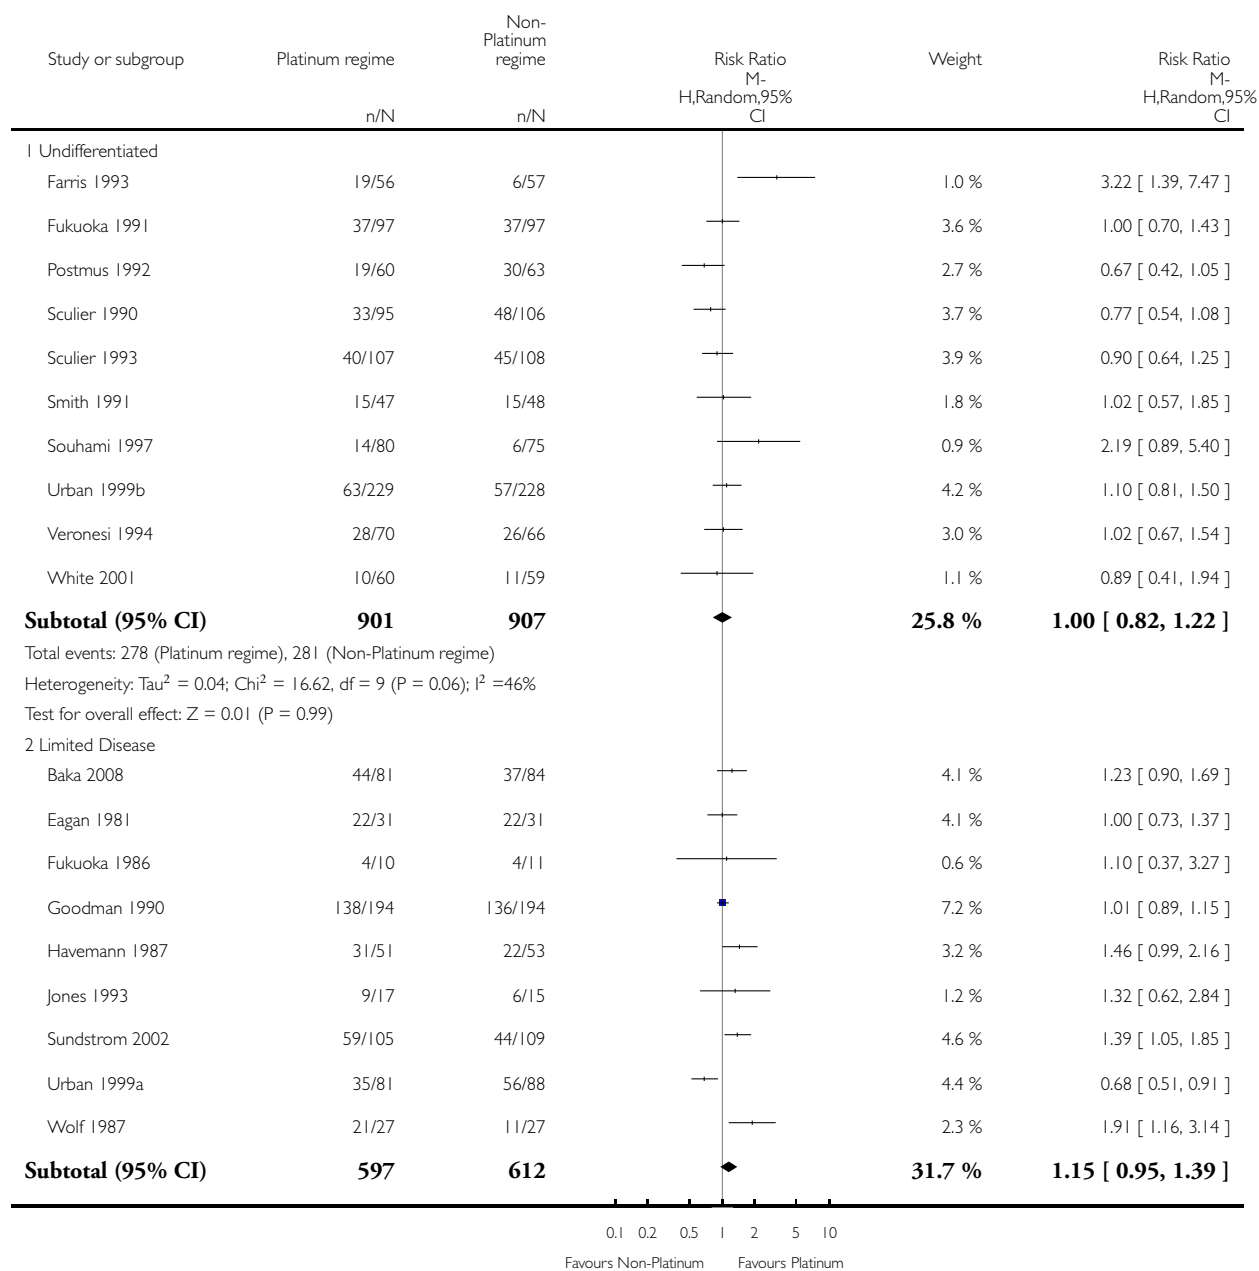 Study or subgroup Platinum regime Non-Platinum regime Risk Ratio Weight Risk Ratio
n/N n/N M-H,Random,95% CI M-H,Random,95% CI
1 Undifferentiated
Farris 1993 19/56 6/57 1.0 % 3.22 [ 1.39, 7.47 ]
Fukuoka 1991 37/97 37/97 3.6 % 1.00 [ 0.70, 1.43 ]
Postmus 1992 19/60 30/63 2.7 % 0.67 [ 0.42, 1.05 ]
Sculier 1990 33/95 48/106 3.7 % 0.77 [ 0.54, 1.08 ]
Sculier 1993 40/107 45/108 3.9 % 0.90 [ 0.64, 1.25 ]
Smith 1991 15/47 15/48 1.8 % 1.02 [ 0.57, 1.85 ]
Souhami 1997 14/80 6/75 0.9 % 2.19 [ 0.89, 5.40 ]
Urban 1999b 63/229 57/228 4.2 % 1.10 [ 0.81, 1.50 ]
Veronesi 1994 28/70 26/66 3.0 % 1.02 [ 0.67, 1.54 ]
White 2001 10/60 11/59 1.1 % 0.89 [ 0.41, 1.94 ]
Subtotal (95% CI) 901 907 25.8 % 1.00 [ 0.82, 1.22 ]
Total events: 278 (Platinum regime), 281 (Non-Platinum regime)
Heterogeneity: Tau² = 0.04; Chi² = 16.62, df = 9 (P = 0.06); I² =46%
Test for overall effect: Z = 0.01 (P = 0.99)
2 Limited Disease
Baka 2008 44/81 37/84 4.1 % 1.23 [ 0.90, 1.69 ]
Eagan 1981 22/31 22/31 4.1 % 1.00 [ 0.73, 1.37 ]
Fukuoka 1986 4/10 4/11 0.6 % 1.10 [ 0.37, 3.27 ]
Goodman 1990 138/194 136/194 7.2 % 1.01 [ 0.89, 1.15 ]
Havemann 1987 31/51 22/53 3.2 % 1.46 [ 0.99, 2.16 ]
Jones 1993 9/17 6/15 1.2 % 1.32 [ 0.62, 2.84 ]
Sundstrom 2002 59/105 44/109 4.6 % 1.39 [ 1.05, 1.85 ]
Urban 1999a 35/81 56/88 4.4 % 0.68 [ 0.51, 0.91 ]
Wolf 1987 21/27 11/27 2.3 % 1.91 [ 1.16, 3.14 ]
Subtotal (95% CI) 597 612 31.7 % 1.15 [ 0.95, 1.39 ]
0.1 0.2 0.5 1 2 5 10
Favours Non-Platinum Favours Platinum